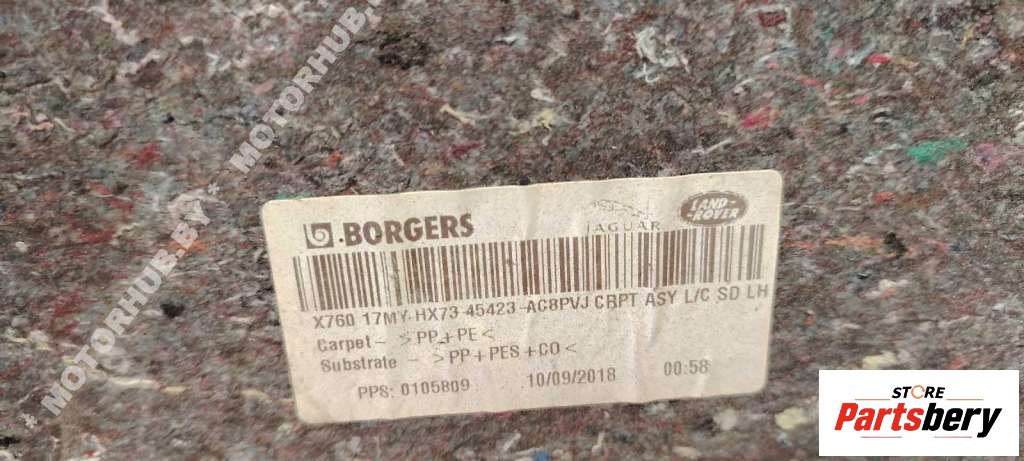 * MOTORHUB.BY * MOTORHUB.BY
BORGERS
JAGUAR
LAND-
-ROVER
X760 17MY HX73 45423-AC8PVJ CRPT ASY L/C SD LH
Carpet - >PP+PE<
Substrate - >PP+PES+CO<
PPS: 0105809 10/09/2018 00:58
STORE
Partsbery